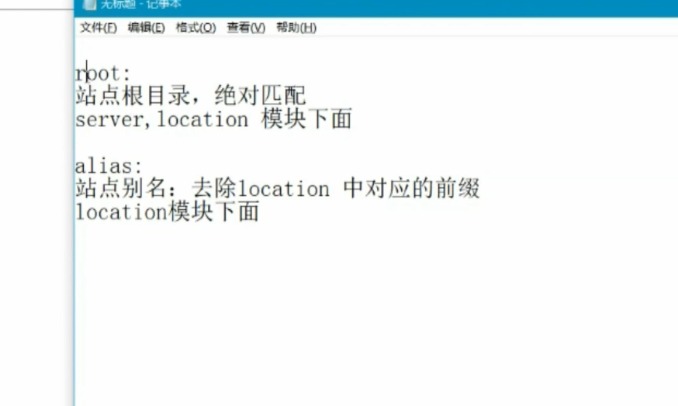 无标题 - 记事本
文件(F) 编辑(E) 格式(O) 查看(V) 帮助(H)
root:
站点根目录，绝对匹配
server,location 模块下面
alias:
站点别名：去除location 中对应的前缀
location模块下面